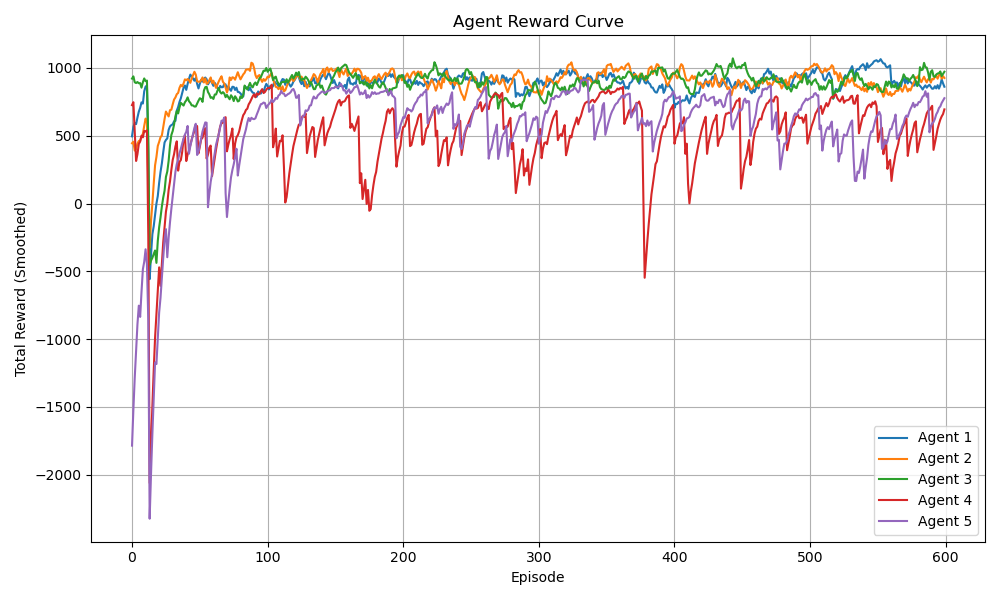 Agent Reward Curve
Total Reward (Smoothed)
1000
500
0
−500
−1000
−1500
−2000
0 100 200 300 400 500 600
Episode
Agent 1
Agent 2
Agent 3
Agent 4
Agent 5